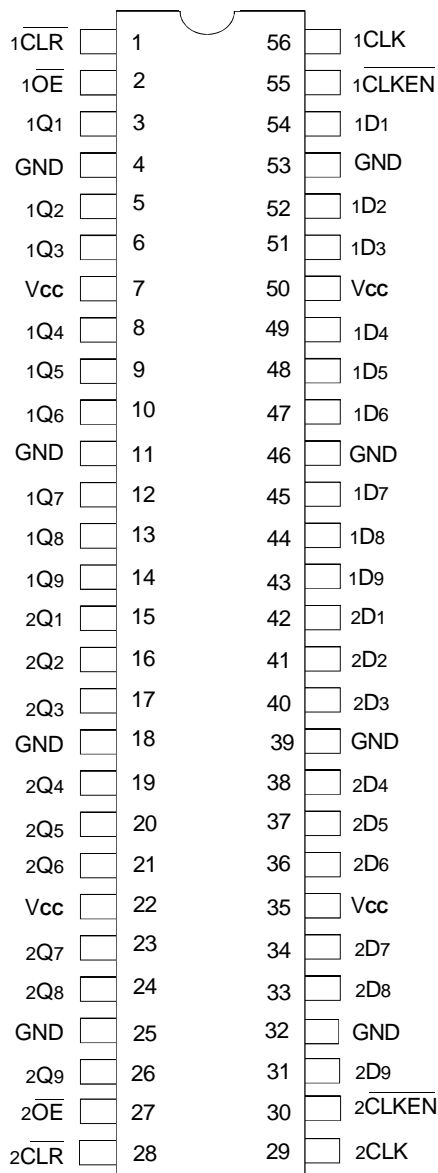 1CLR 1 56 1CLK
1OE 2 55 1CLKEN
1Q1 3 54 1D1
GND 4 53 GND
1Q2 5 52 1D2
1Q3 6 51 1D3
Vcc 7 50 Vcc
1Q4 8 49 1D4
1Q5 9 48 1D5
1Q6 10 47 1D6
GND 11 46 GND
1Q7 12 45 1D7
1Q8 13 44 1D8
1Q9 14 43 1D9
2Q1 15 42 2D1
2Q2 16 41 2D2
2Q3 17 40 2D3
GND 18 39 GND
2Q4 19 38 2D4
2Q5 20 37 2D5
2Q6 21 36 2D6
Vcc 22 35 Vcc
2Q7 23 34 2D7
2Q8 24 33 2D8
GND 25 32 GND
2Q9 26 31 2D9
2OE 27 30 2CLKEN
2CLR 28 29 2CLK